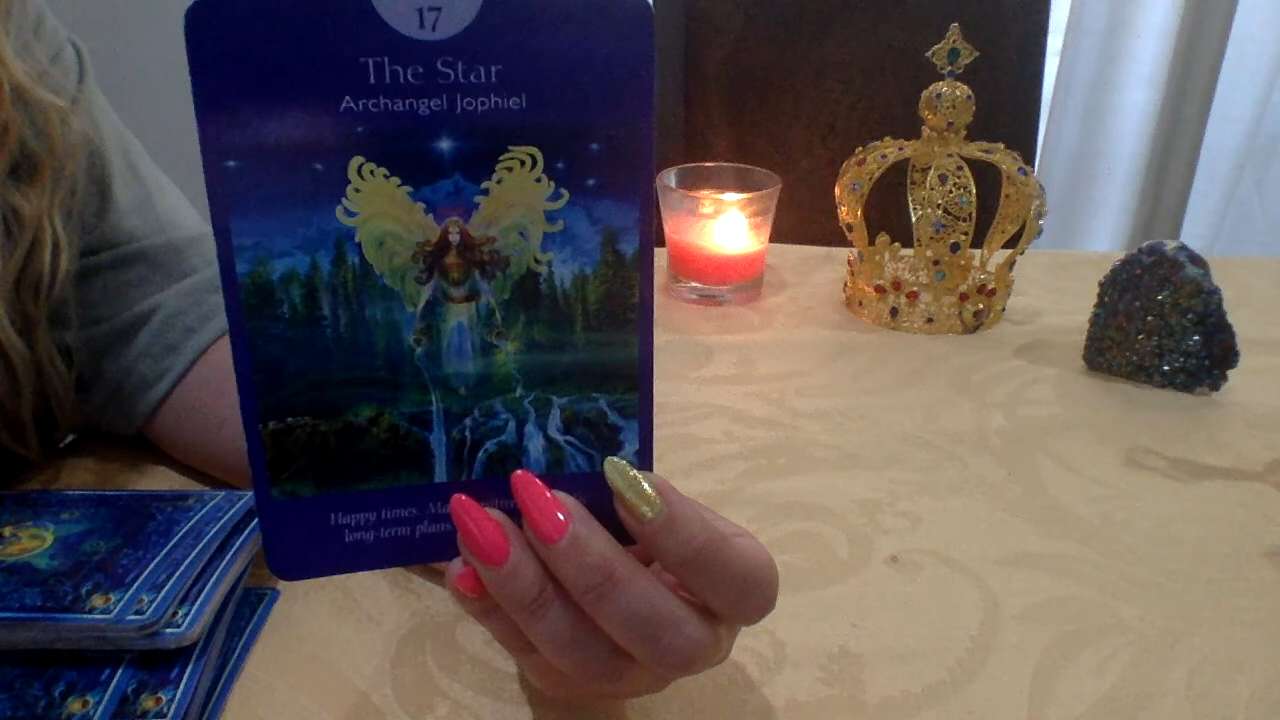 17
The Star
Archangel Jophiel
Happy times.
long-term plans